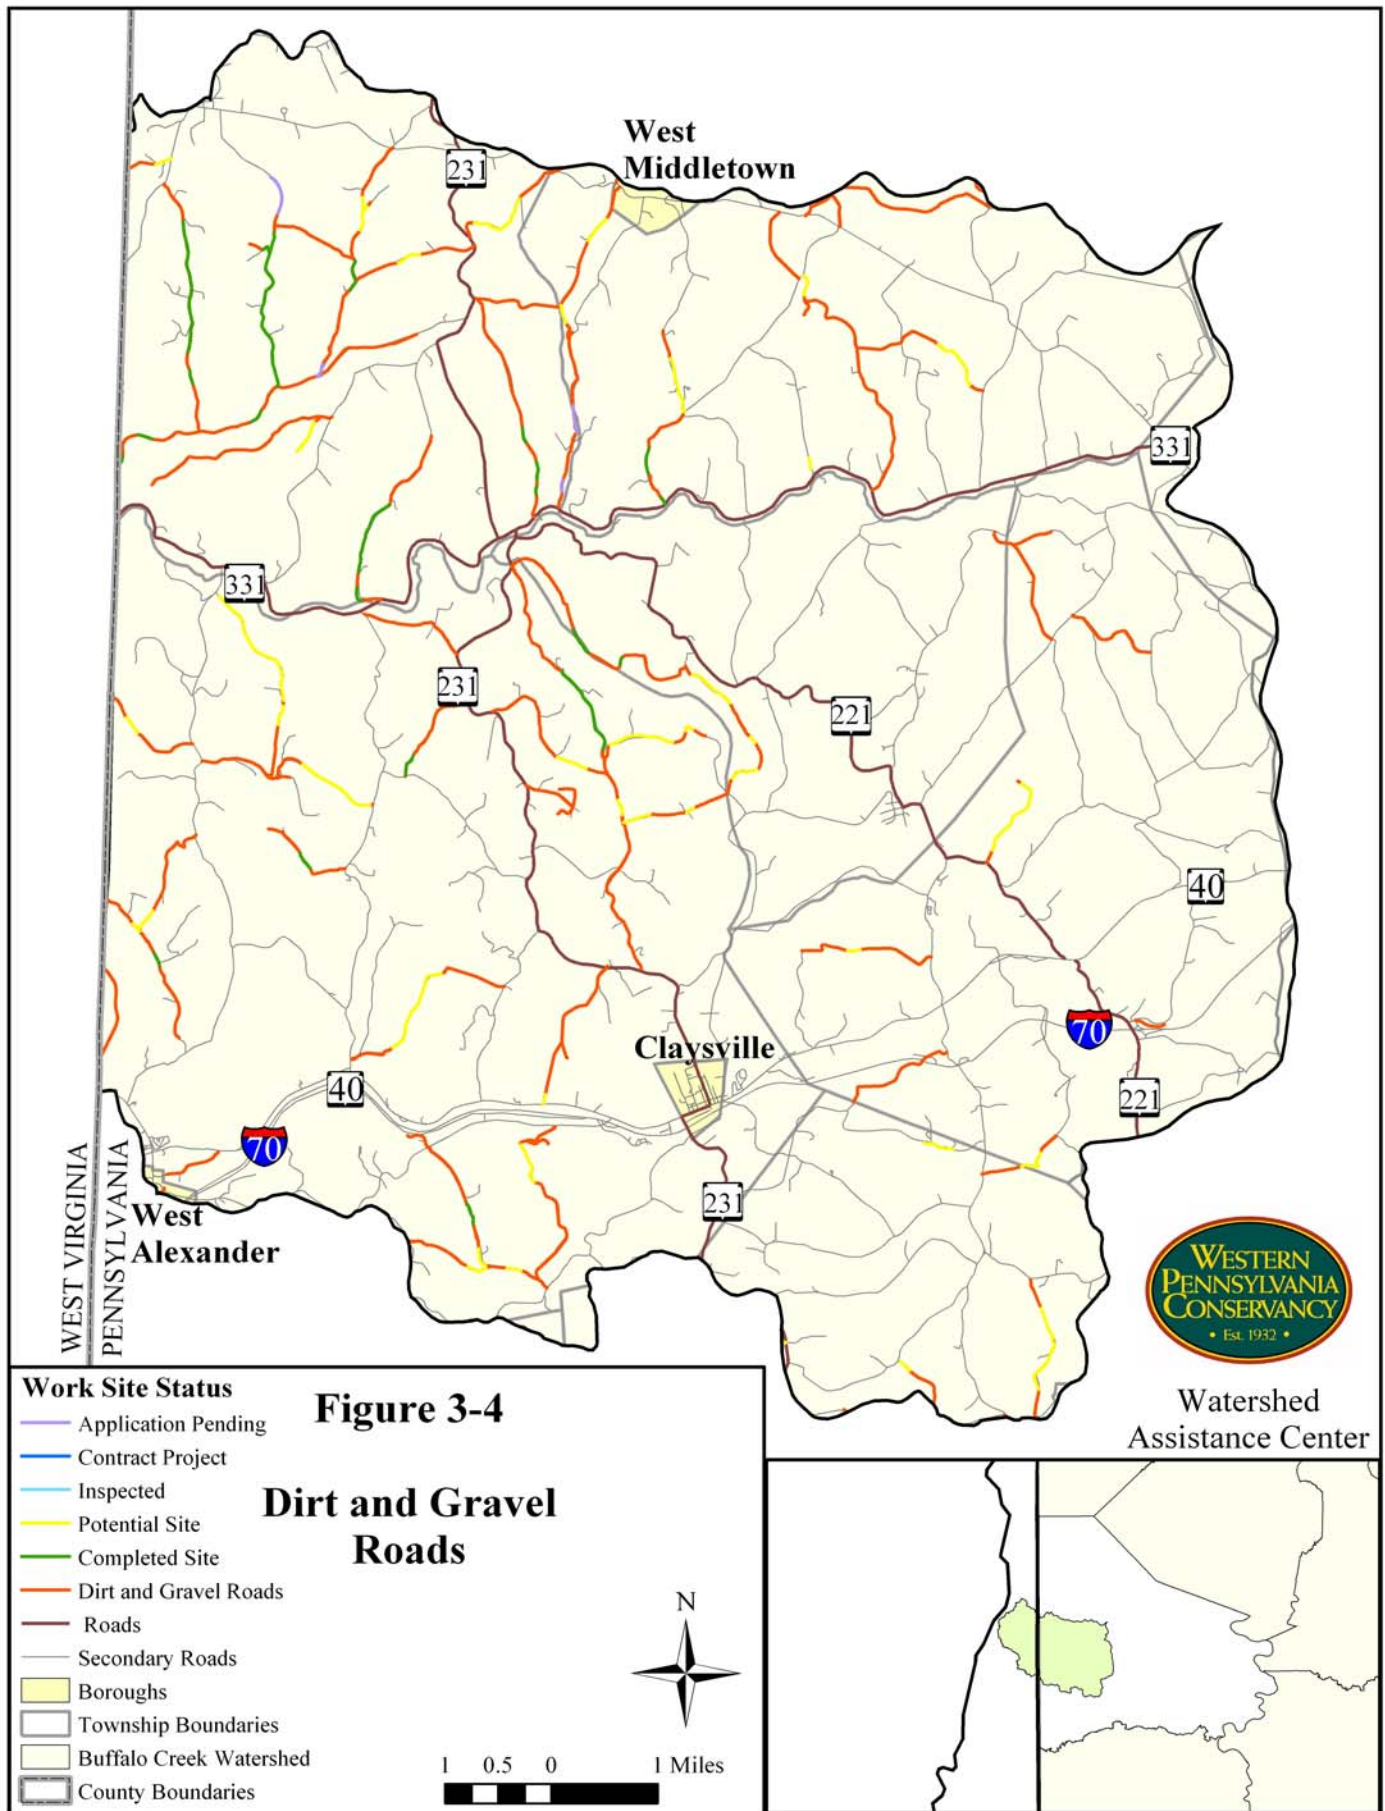 West
Middletown
231
331
331
231
221
40
70
Claysville
40
221
70
231
West
Alexander
WEST VIRGINIA
PENNSYLVANIA
WESTERN
PENNSYLVANIA
CONSERVANCY
• Est. 1932 •
Watershed
Assistance Center
Work Site Status
Application Pending
Contract Project
Inspected
Potential Site
Completed Site
Dirt and Gravel Roads
Roads
Secondary Roads
Boroughs
Township Boundaries
Buffalo Creek Watershed
County Boundaries
Figure 3-4
Dirt and Gravel
Roads
N
1 0.5 0 1 Miles